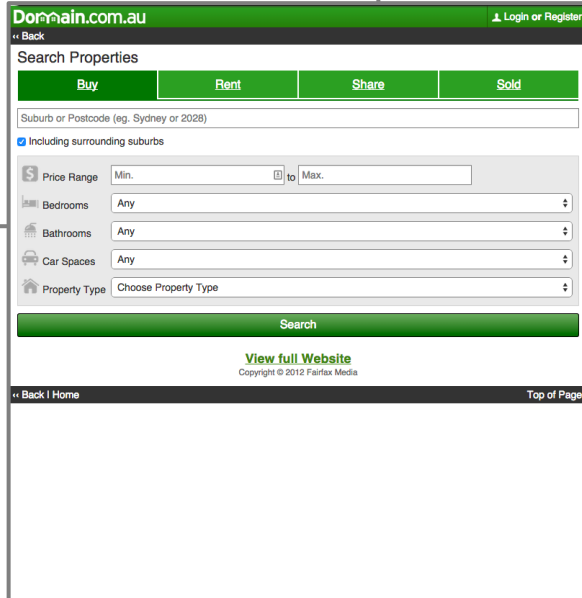 Domain.com.au
Login or Register
‹‹ Back
Search Properties
Buy Rent Share Sold
Suburb or Postcode (eg. Sydney or 2028)
Including surrounding suburbs
Price Range Min. to Max.
Bedrooms Any
Bathrooms Any
Car Spaces Any
Property Type Choose Property Type
Search
View full Website
Copyright © 2012 Fairfax Media
‹‹ Back | Home Top of Page